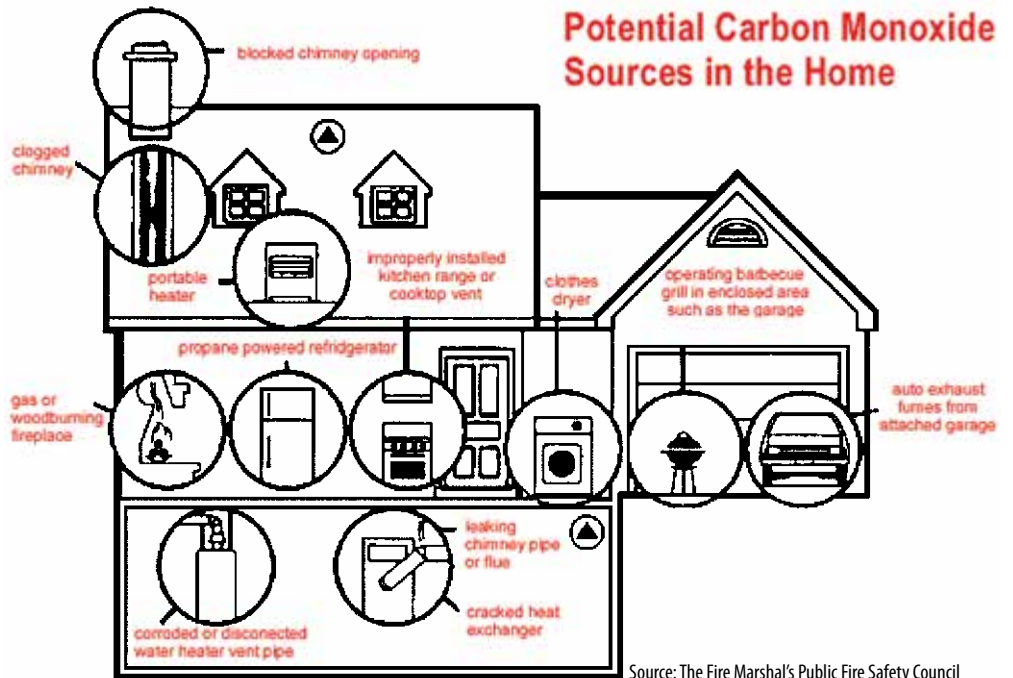 Potential Carbon Monoxide
Sources in the Home
blocked chimney opening
clogged
chimney
portable
heater
improperly installed
kitchen range or
cooktop vent
clothes
dryer
operating barbecue
grill in enclosed area
such as the garage
propane powered refridgerator
gas or
woodburning
fireplace
auto exhaust
fumes from
attached garage
leaking
chimney pipe
or flue
cracked heat
exchanger
corroded or disconected
water heater vent pipe
Source: The Fire Marshal's Public Fire Safety Council